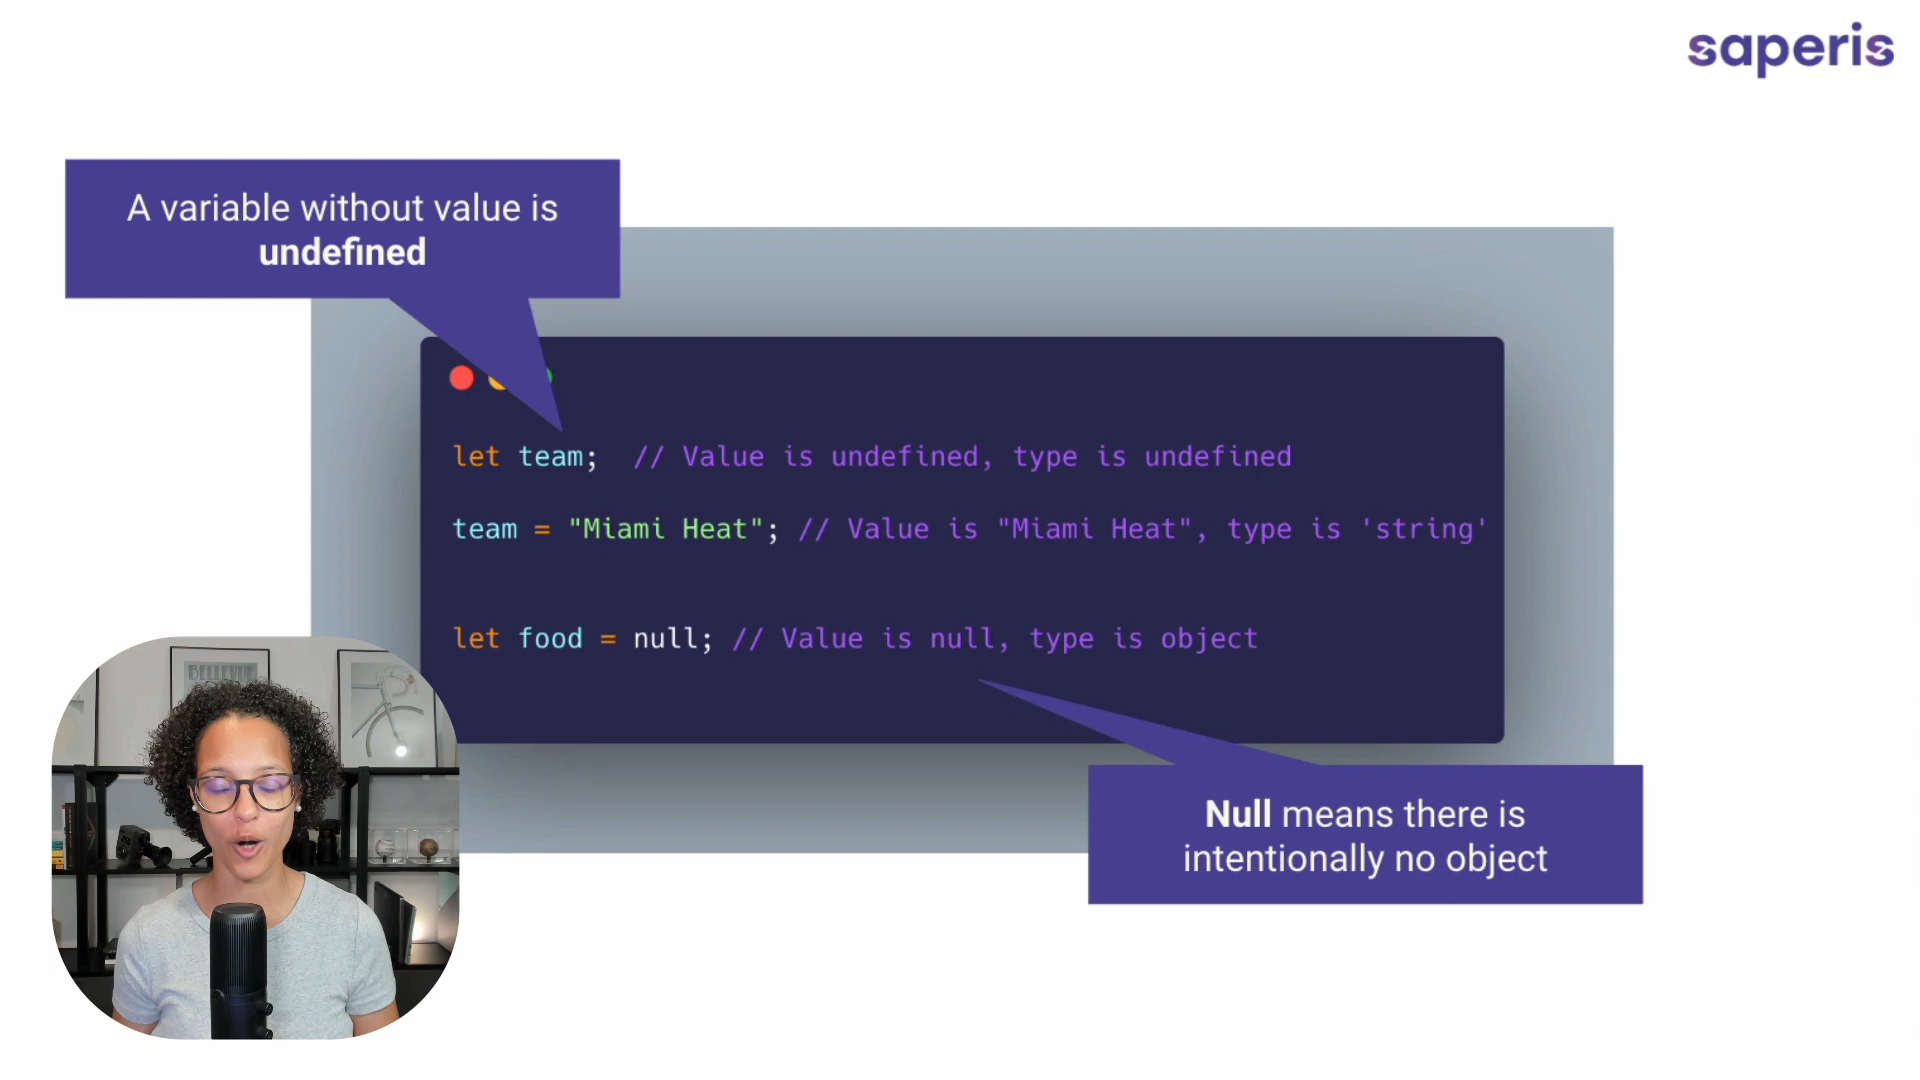 saperis
A variable without value is
undefined
let team;  // Value is undefined, type is undefined
team = "Miami Heat"; // Value is "Miami Heat", type is 'string'
let food = null; // Value is null, type is object
BELLEVUE
Null means there is
intentionally no object